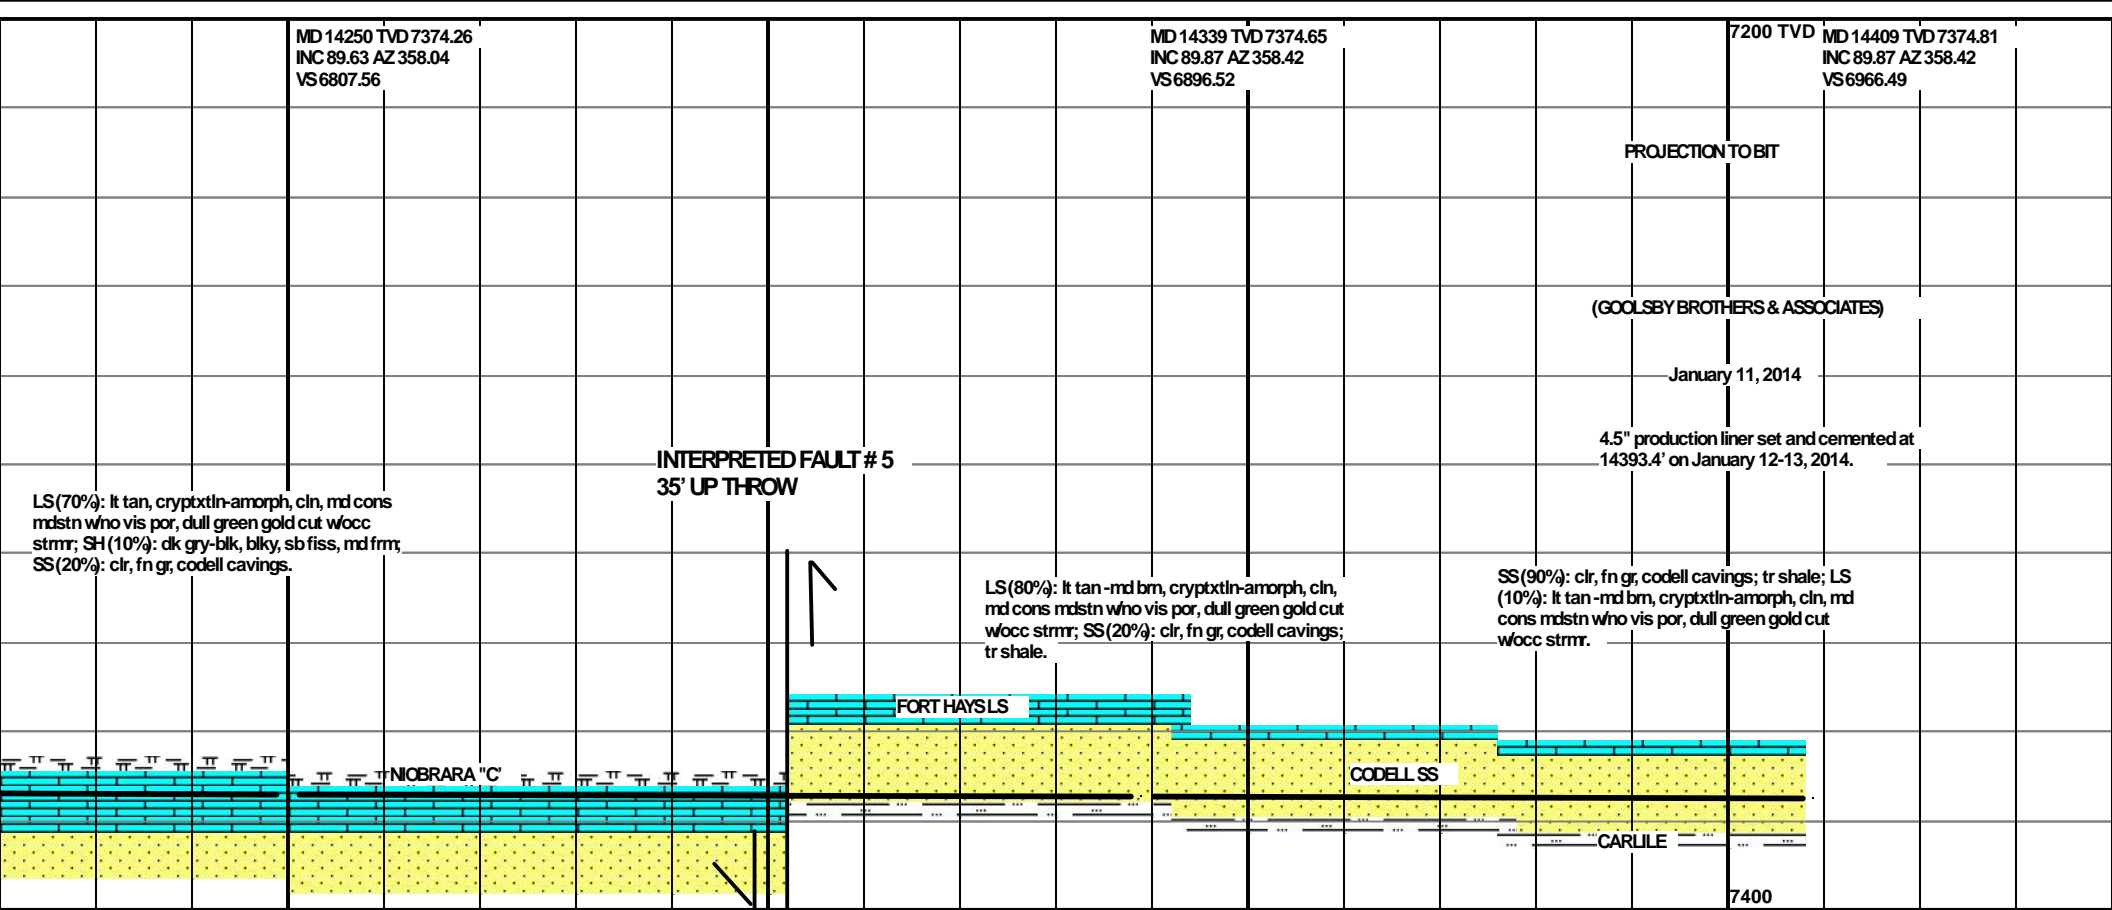 MD 14250 TVD 7374.26
INC 89.63 AZ 358.04
VS 6807.56
MD 14339 TVD 7374.65
INC 89.87 AZ 358.42
VS 6896.52
7200 TVD
MD 14409 TVD 7374.81
INC 89.87 AZ 358.42
VS 6966.49
PROJECTION TO BIT
(GOOLSBY BROTHERS & ASSOCIATES)
January 11, 2014
4.5" production liner set and cemented at
14393.4' on January 12-13, 2014.
INTERPRETED FAULT # 5
35' UP THROW
LS (70%): lt tan, cryptxtln-amorph, cln, md cons
mdstn w/no vis por, dull green gold cut w/occ
strmr; SH (10%): dk gry-blk, blky, sb fiss, md frm;
SS (20%): clr, fn gr, codell cavings.
LS (80%): lt tan -md brn, cryptxtln-amorph, cln,
md cons mdstn w/no vis por, dull green gold cut
w/occ strmr; SS (20%): clr, fn gr, codell cavings;
tr shale.
SS (90%): clr, fn gr, codell cavings; tr shale; LS
(10%): lt tan -md brn, cryptxtln-amorph, cln, md
cons mdstn w/no vis por, dull green gold cut
w/occ strmr.
FORT HAYS LS
NIOBRARA "C'
CODELL SS
CARLILE
7400